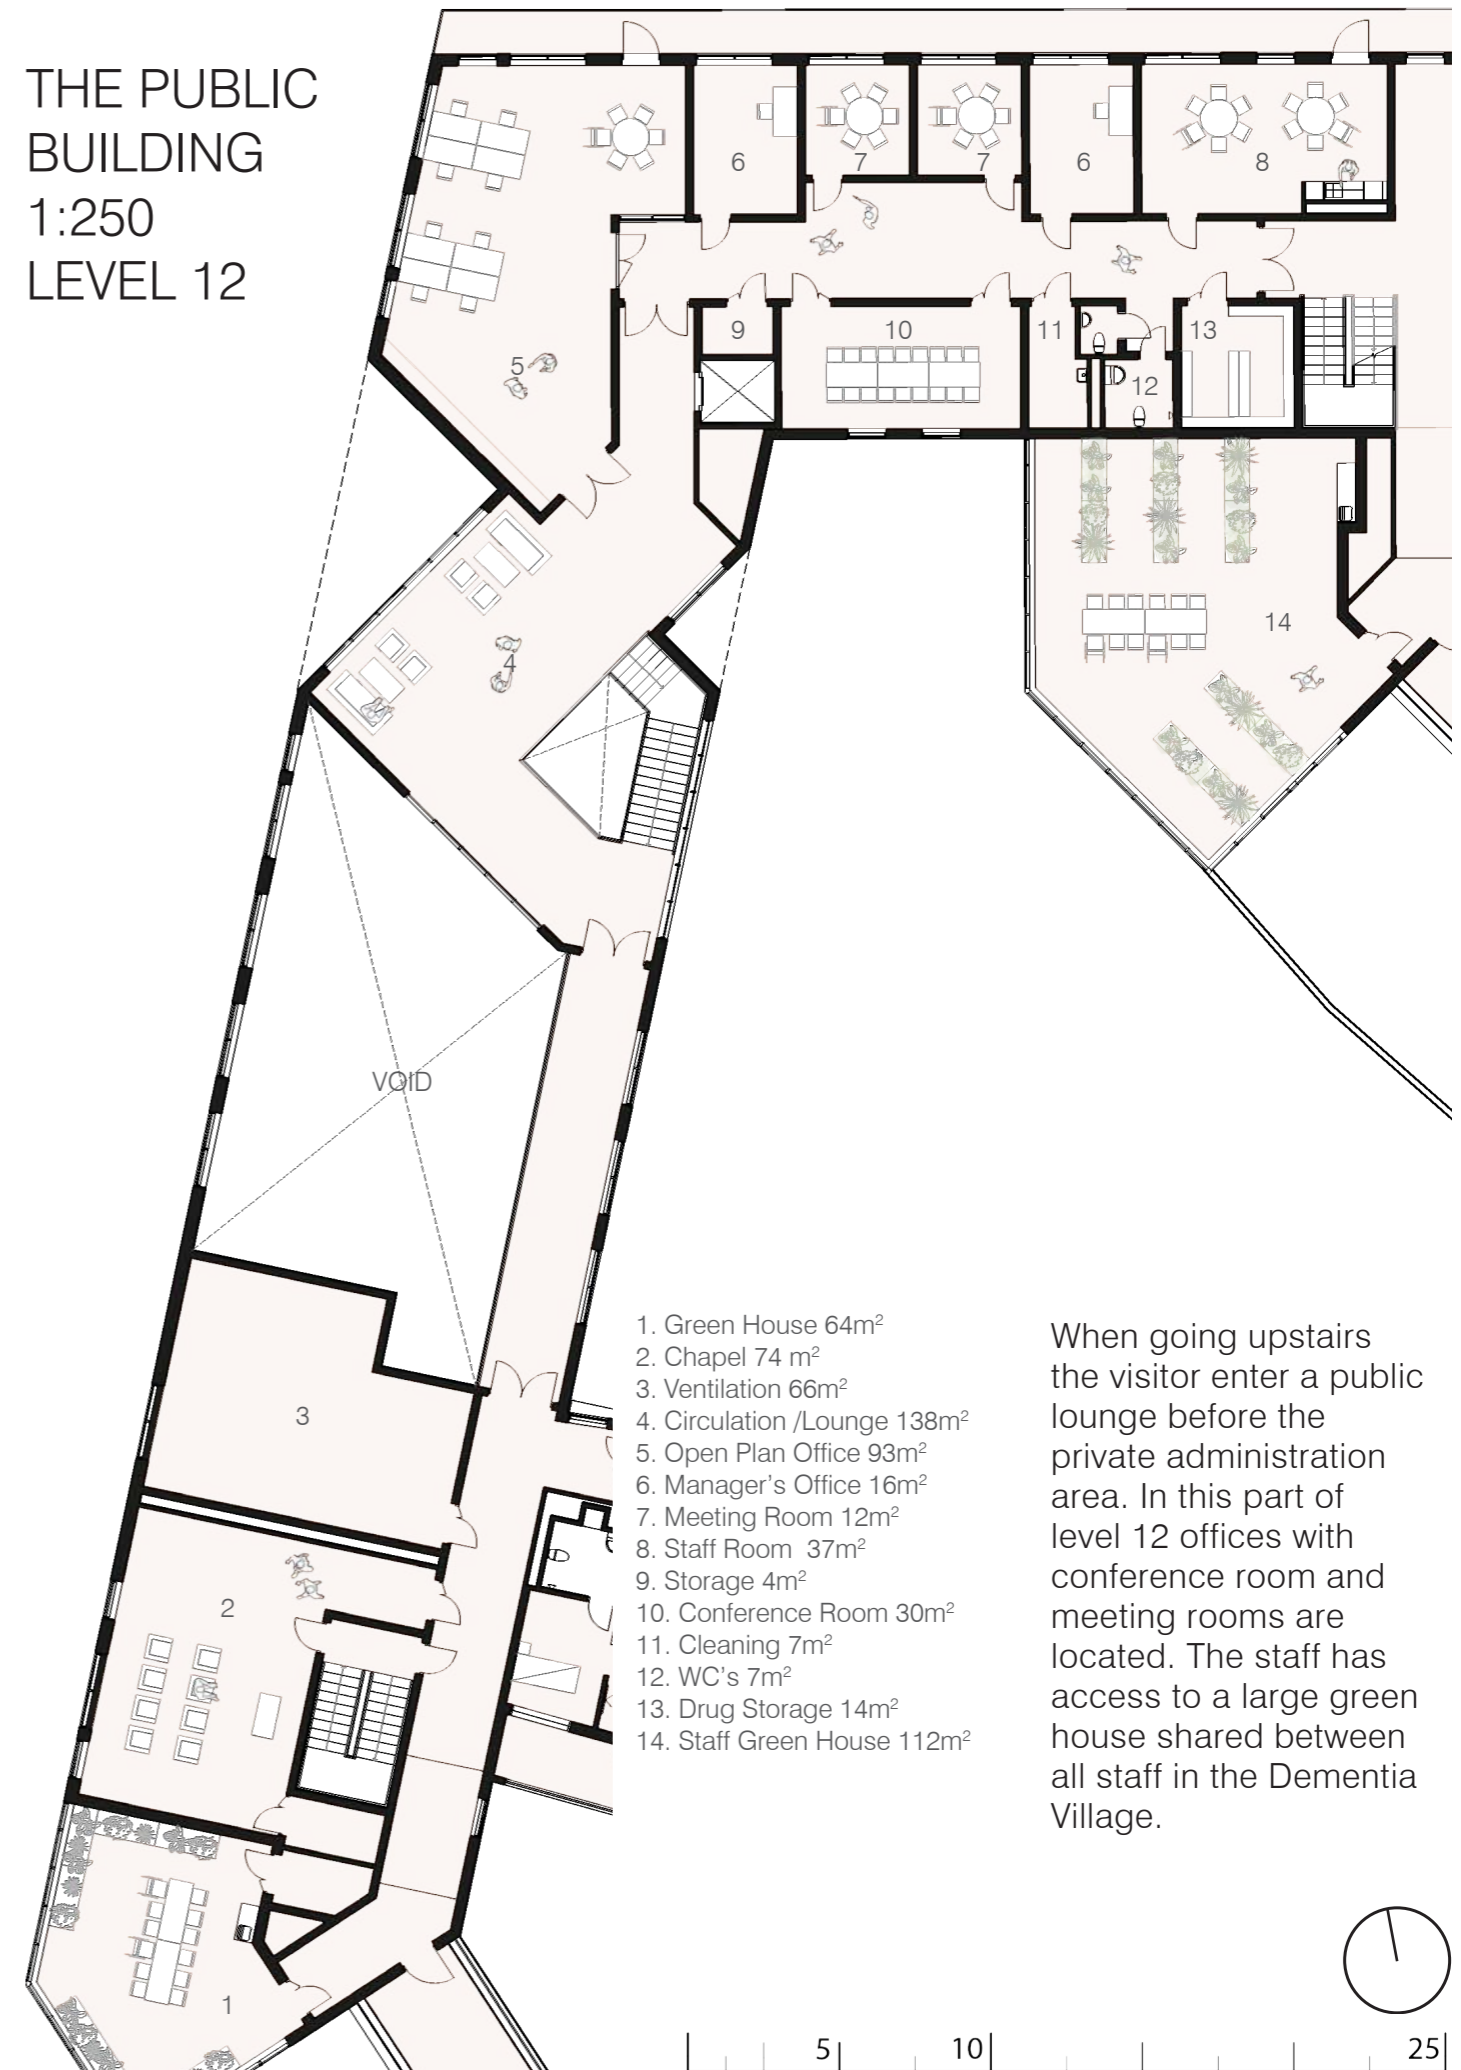 THE PUBLIC
BUILDING
1:250
LEVEL 12
6
7
7
6
8
9
10
11
13
12
5
14
4
VOID
3
2
1
1. Green House 64m²
2. Chapel 74 m²
3. Ventilation 66m²
4. Circulation /Lounge 138m²
5. Open Plan Office 93m²
6. Manager's Office 16m²
7. Meeting Room 12m²
8. Staff Room 37m²
9. Storage 4m²
10. Conference Room 30m²
11. Cleaning 7m²
12. WC's 7m²
13. Drug Storage 14m²
14. Staff Green House 112m²
When going upstairs
the visitor enter a public
lounge before the
private administration
area. In this part of
level 12 offices with
conference room and
meeting rooms are
located. The staff has
access to a large green
house shared between
all staff in the Dementia
Village.
5 10 25